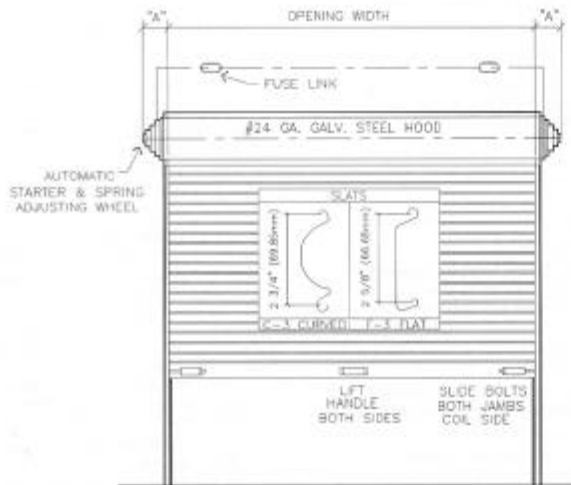 "A" OPENING WIDTH "A"
FUSE LINK
#24 GA. GALV. STEEL HOOD
AUTOMATIC
STARTER & SPRING
ADJUSTING WHEEL
SLATS
2 3/4" (69.85mm)
2 5/8" (66.68mm)
C-3 CURVED F-3 FLAT
LIFT
HANDLE
BOTH SIDES
SLIDE BOLTS
BOTH JAMBS
COIL SIDE